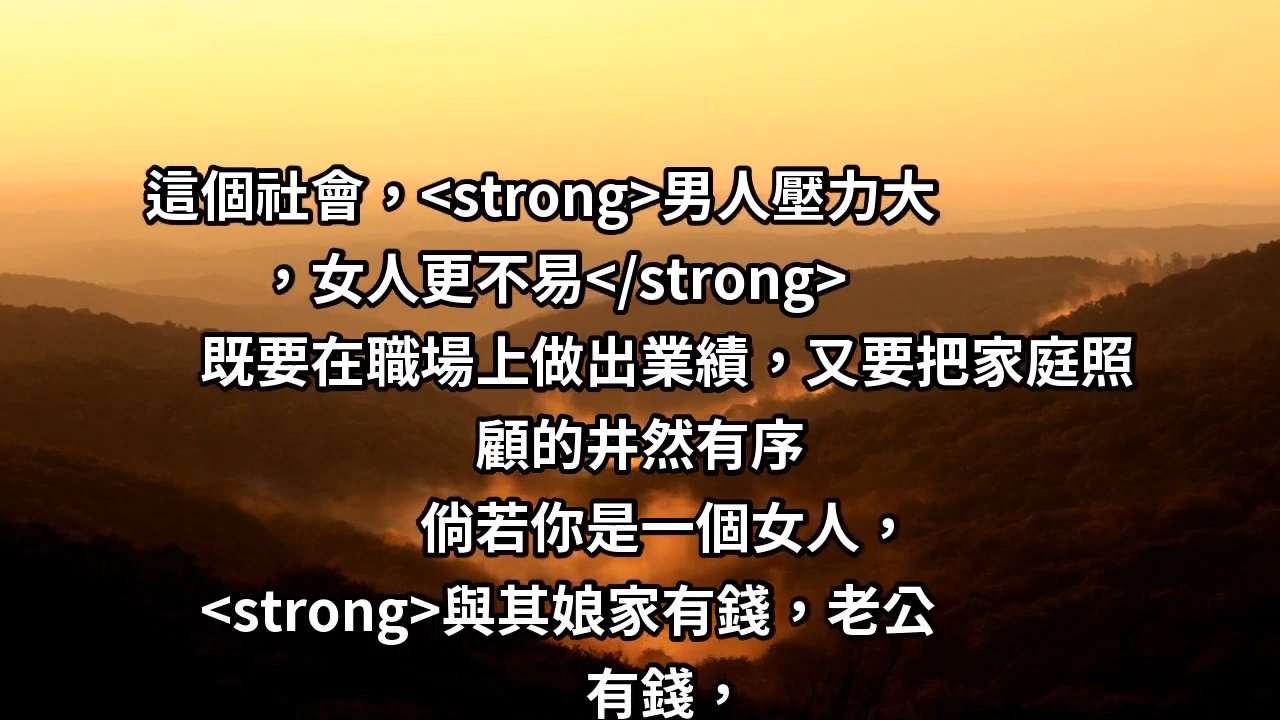 這個社會，<strong>男人壓力大
，女人更不易</strong>
既要在職場上做出業績，又要把家庭照
顧的井然有序
倘若你是一個女人，
<strong>與其娘家有錢，老公
有錢，